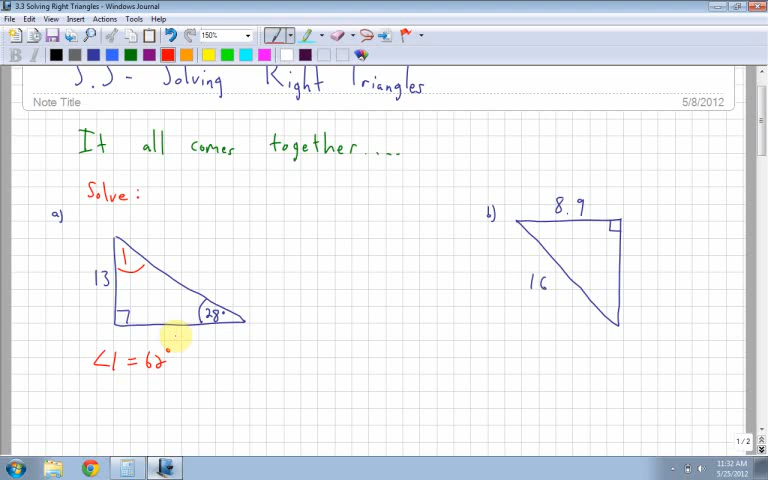 3.3 Solving Right Triangles - Windows Journal
File Edit View Insert Actions Tools Help
150%
B I
3.3 - Solving Right Triangles
Note Title
5/8/2012
It all comes together....
Solve:
a)
b)
8.9
1
13
16
28°
∠1 = 62°
1 / 2
11:32 AM
5/25/2012